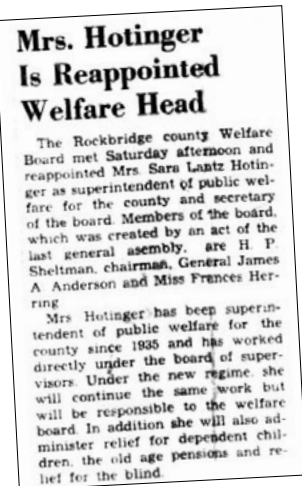 Mrs. Hotinger
Is Reappointed
Welfare Head
The Rockbridge county Welfare
Board met Saturday afternoon and
reappointed Mrs. Sara Lantz Hotin-
ger as superintendent of public wel-
fare for the county and secretary
of the board. Members of the board,
which was created by an act of the
last general asembly, are H. P.
Sheltman, chairman, General James
A. Anderson and Miss Frances Her-
ring
Mrs Hotinger has been superin-
tendent of public welfare for the
county since 1935 and has worked
directly under the board of super-
visors. Under the new regime, she
will continue the same work but
will be responsible to the welfare
board. In addition she will also ad-
minister relief for dependent chil-
dren, the old age pensions and re-
lief for the blind.